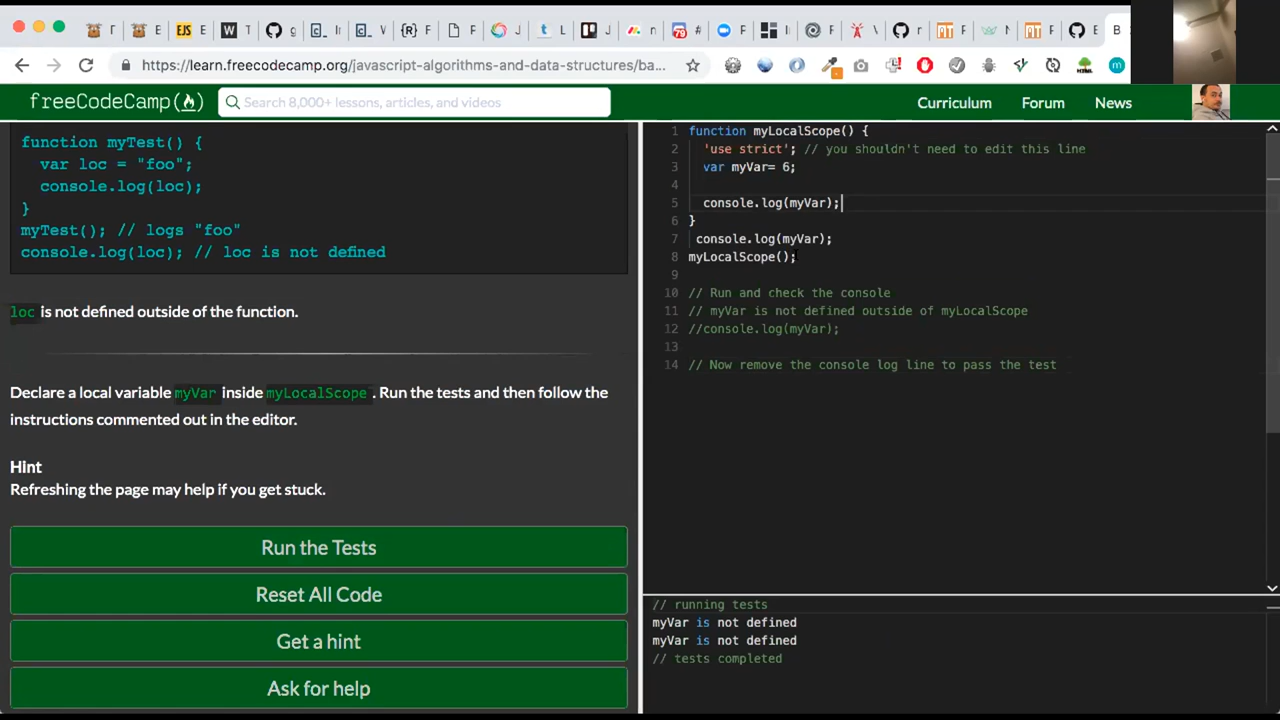 EJS
W
{R}
F
J
L
J
79
#
F
V
r
F
F
E
B
https://learn.freecodecamp.org/javascript-algorithms-and-data-structures/ba...
freeCodeCamp
Search 8,000+ lessons, articles, and videos
Curriculum
Forum
News
function myTest() {
var loc = "foo";
console.log(loc);
}
myTest(); // logs "foo"
console.log(loc); // loc is not defined
loc is not defined outside of the function.
Declare a local variable myVar inside myLocalScope. Run the tests and then follow the
instructions commented out in the editor.
Hint
Refreshing the page may help if you get stuck.
Run the Tests
Reset All Code
Get a hint
Ask for help
1 function myLocalScope() {
2 'use strict'; // you shouldn't need to edit this line
3 var myVar= 6;
4
5 console.log(myVar);
6 }
7 console.log(myVar);
8 myLocalScope();
9
10 // Run and check the console
11 // myVar is not defined outside of myLocalScope
12 //console.log(myVar);
13
14 // Now remove the console log line to pass the test
// running tests
myVar is not defined
myVar is not defined
// tests completed